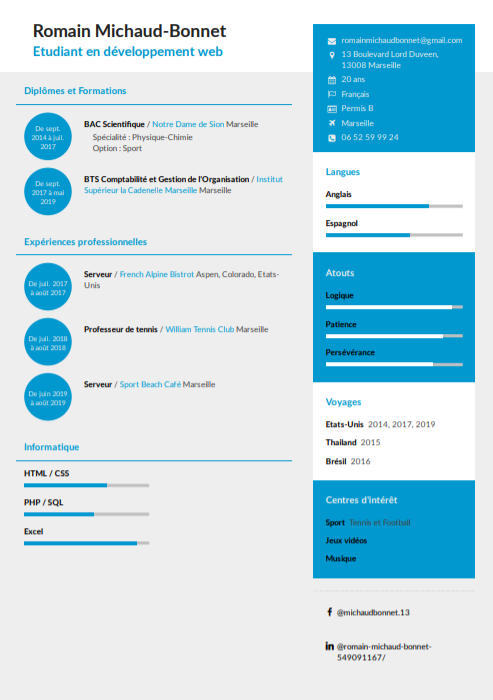 Romain Michaud-Bonnet
Etudiant en développement web
Diplômes et Formations
De sept.
2014 à juil.
2017
BAC Scientifique / Notre Dame de Sion Marseille
Spécialité : Physique-Chimie
Option : Sport
De sept.
2017 à mai
2019
BTS Comptabilité et Gestion de l'Organisation / Institut
Supérieur la Cadenelle Marseille Marseille
Expériences professionnelles
De juil. 2017
à août 2017
Serveur / French Alpine Bistrot Aspen, Colorado, Etats-
Unis
De juil. 2018
à août 2018
Professeur de tennis / William Tennis Club Marseille
De juin 2019
à août 2019
Serveur / Sport Beach Café Marseille
Informatique
HTML / CSS
PHP / SQL
Excel
romainmichaudbonnet@gmail.com
13 Boulevard Lord Duveen,
13008 Marseille
20 ans
Français
Permis B
Marseille
06 52 59 99 24
Langues
Anglais
Espagnol
Atouts
Logique
Patience
Persévérance
Voyages
Etats-Unis 2014, 2017, 2019
Thaïland 2015
Brésil 2016
Centres d'intérêt
Sport Tennis et Football
Jeux vidéos
Musique
@michaudbonnet.13
@romain-michaud-bonnet-
549091167/